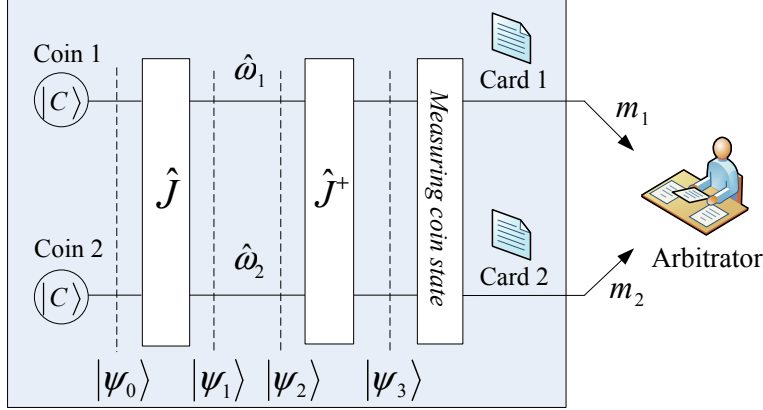 Coin 1
|C⟩
Ĵ
ω̂₁
Ĵ⁺
Measuring coin state
Card 1
m₁
Coin 2
|C⟩
ω̂₂
Card 2
m₂
Arbitrator
|ψ₀⟩
|ψ₁⟩
|ψ₂⟩
|ψ₃⟩